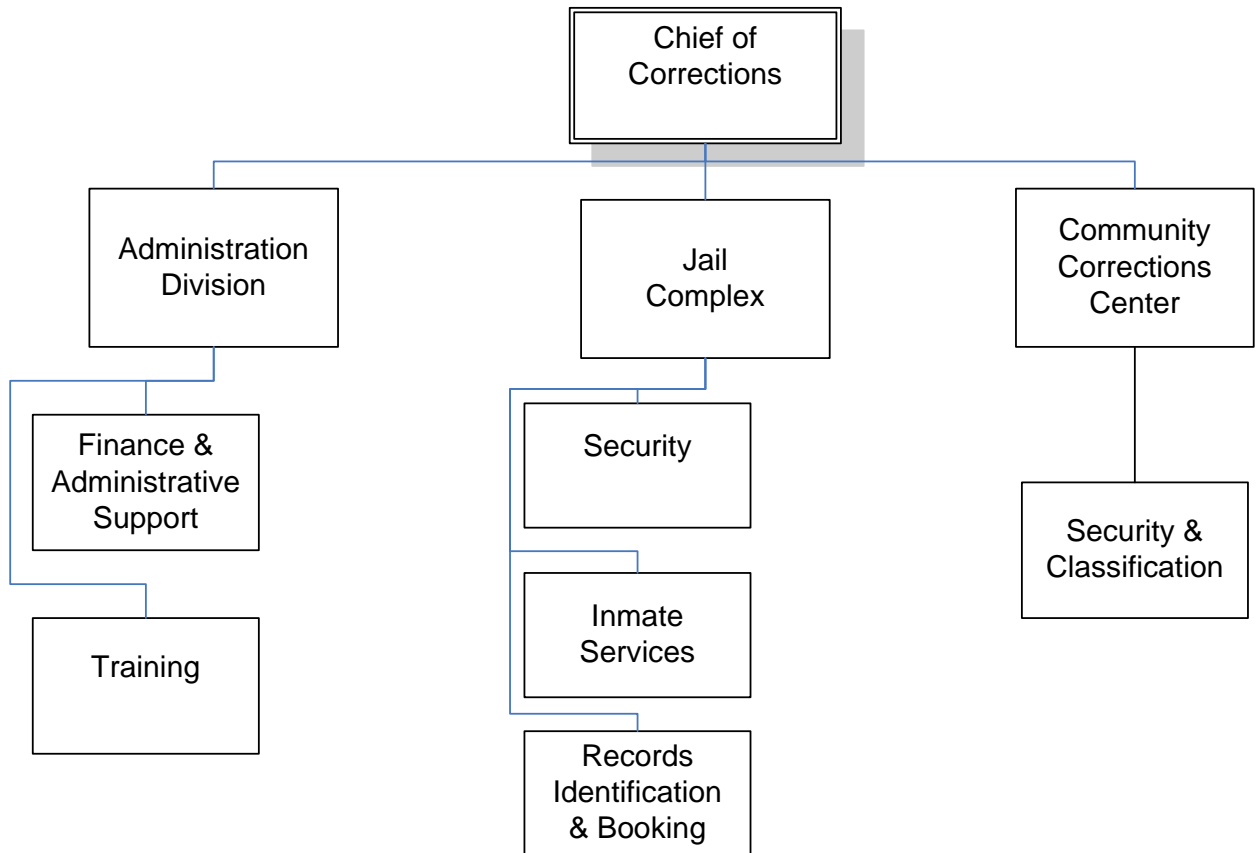 Chief of
Corrections
Administration
Division
Jail
Complex
Community
Corrections
Center
Finance &
Administrative
Support
Security
Security &
Classification
Inmate
Services
Training
Records
Identification
& Booking